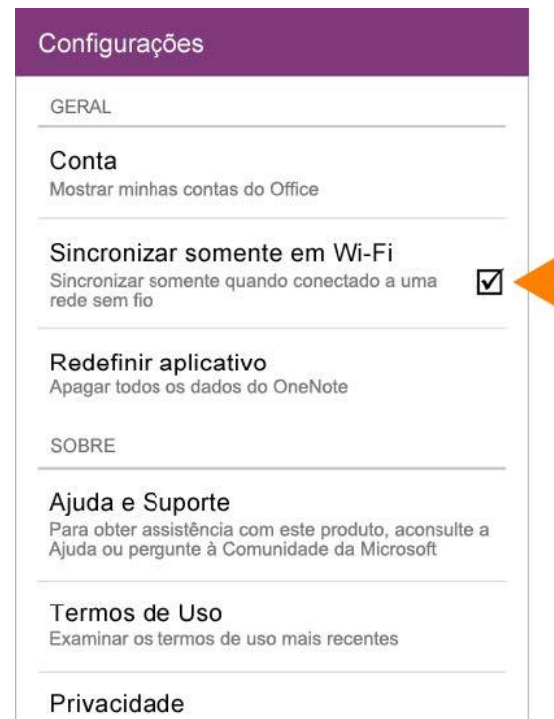 Configurações
GERAL
Conta
Mostrar minhas contas do Office
Sincronizar somente em Wi-Fi
Sincronizar somente quando conectado a uma
rede sem fio
Redefinir aplicativo
Apagar todos os dados do OneNote
SOBRE
Ajuda e Suporte
Para obter assistência com este produto, aconsulte a
Ajuda ou pergunte à Comunidade da Microsoft
Termos de Uso
Examinar os termos de uso mais recentes
Privacidade